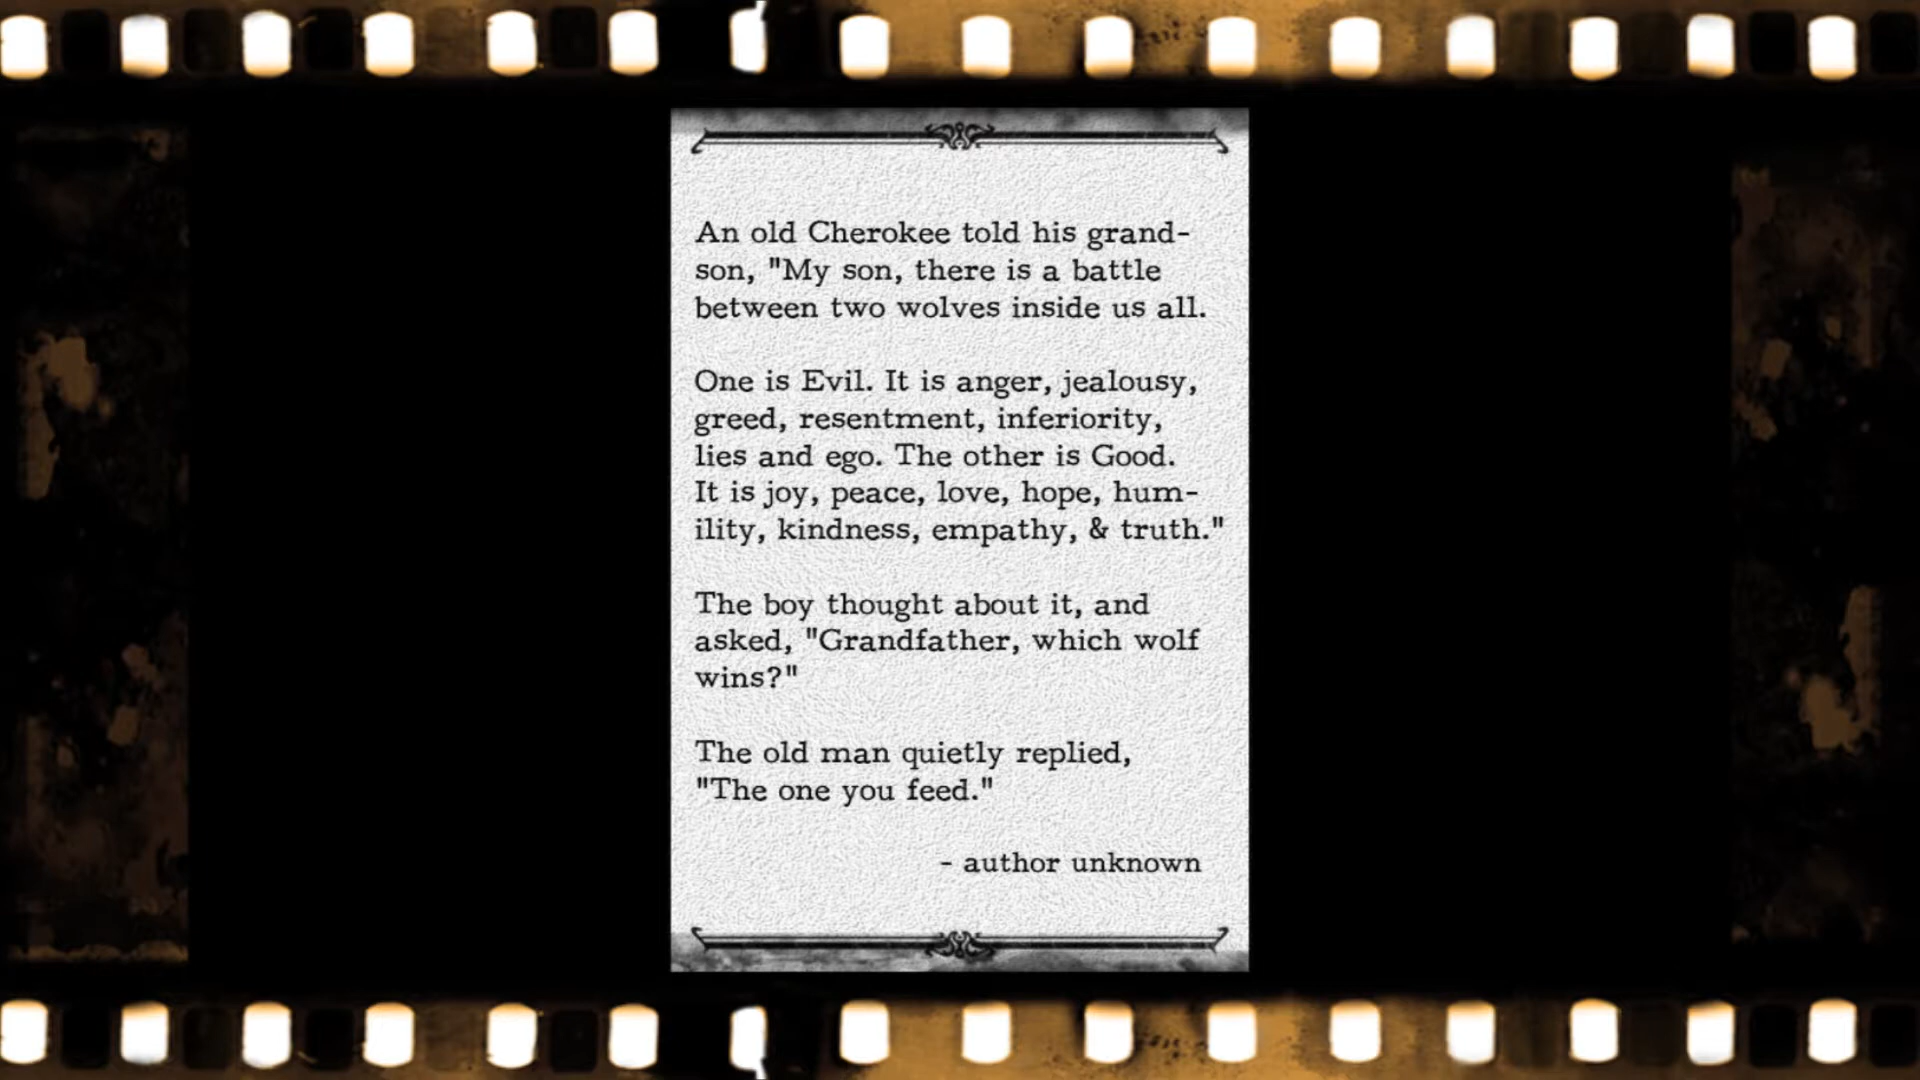 An old Cherokee told his grand-
son, "My son, there is a battle
between two wolves inside us all.
One is Evil. It is anger, jealousy,
greed, resentment, inferiority,
lies and ego. The other is Good.
It is joy, peace, love, hope, hum-
ility, kindness, empathy, & truth."
The boy thought about it, and
asked, "Grandfather, which wolf
wins?"
The old man quietly replied,
"The one you feed."
- author unknown